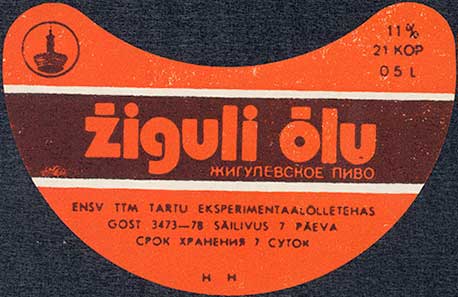 11%
21 KOP
0 5 L
žiguli õlu
ЖИГУЛЕВСКОЕ ПИВО
ENSV TTM TARTU EKSPERIMENTAALÕLLETEHAS
GOST 3473—78 SÄILIVUS 7 PÄEVA
СРОК ХРАНЕНИЯ 7 СУТОК
Н Н